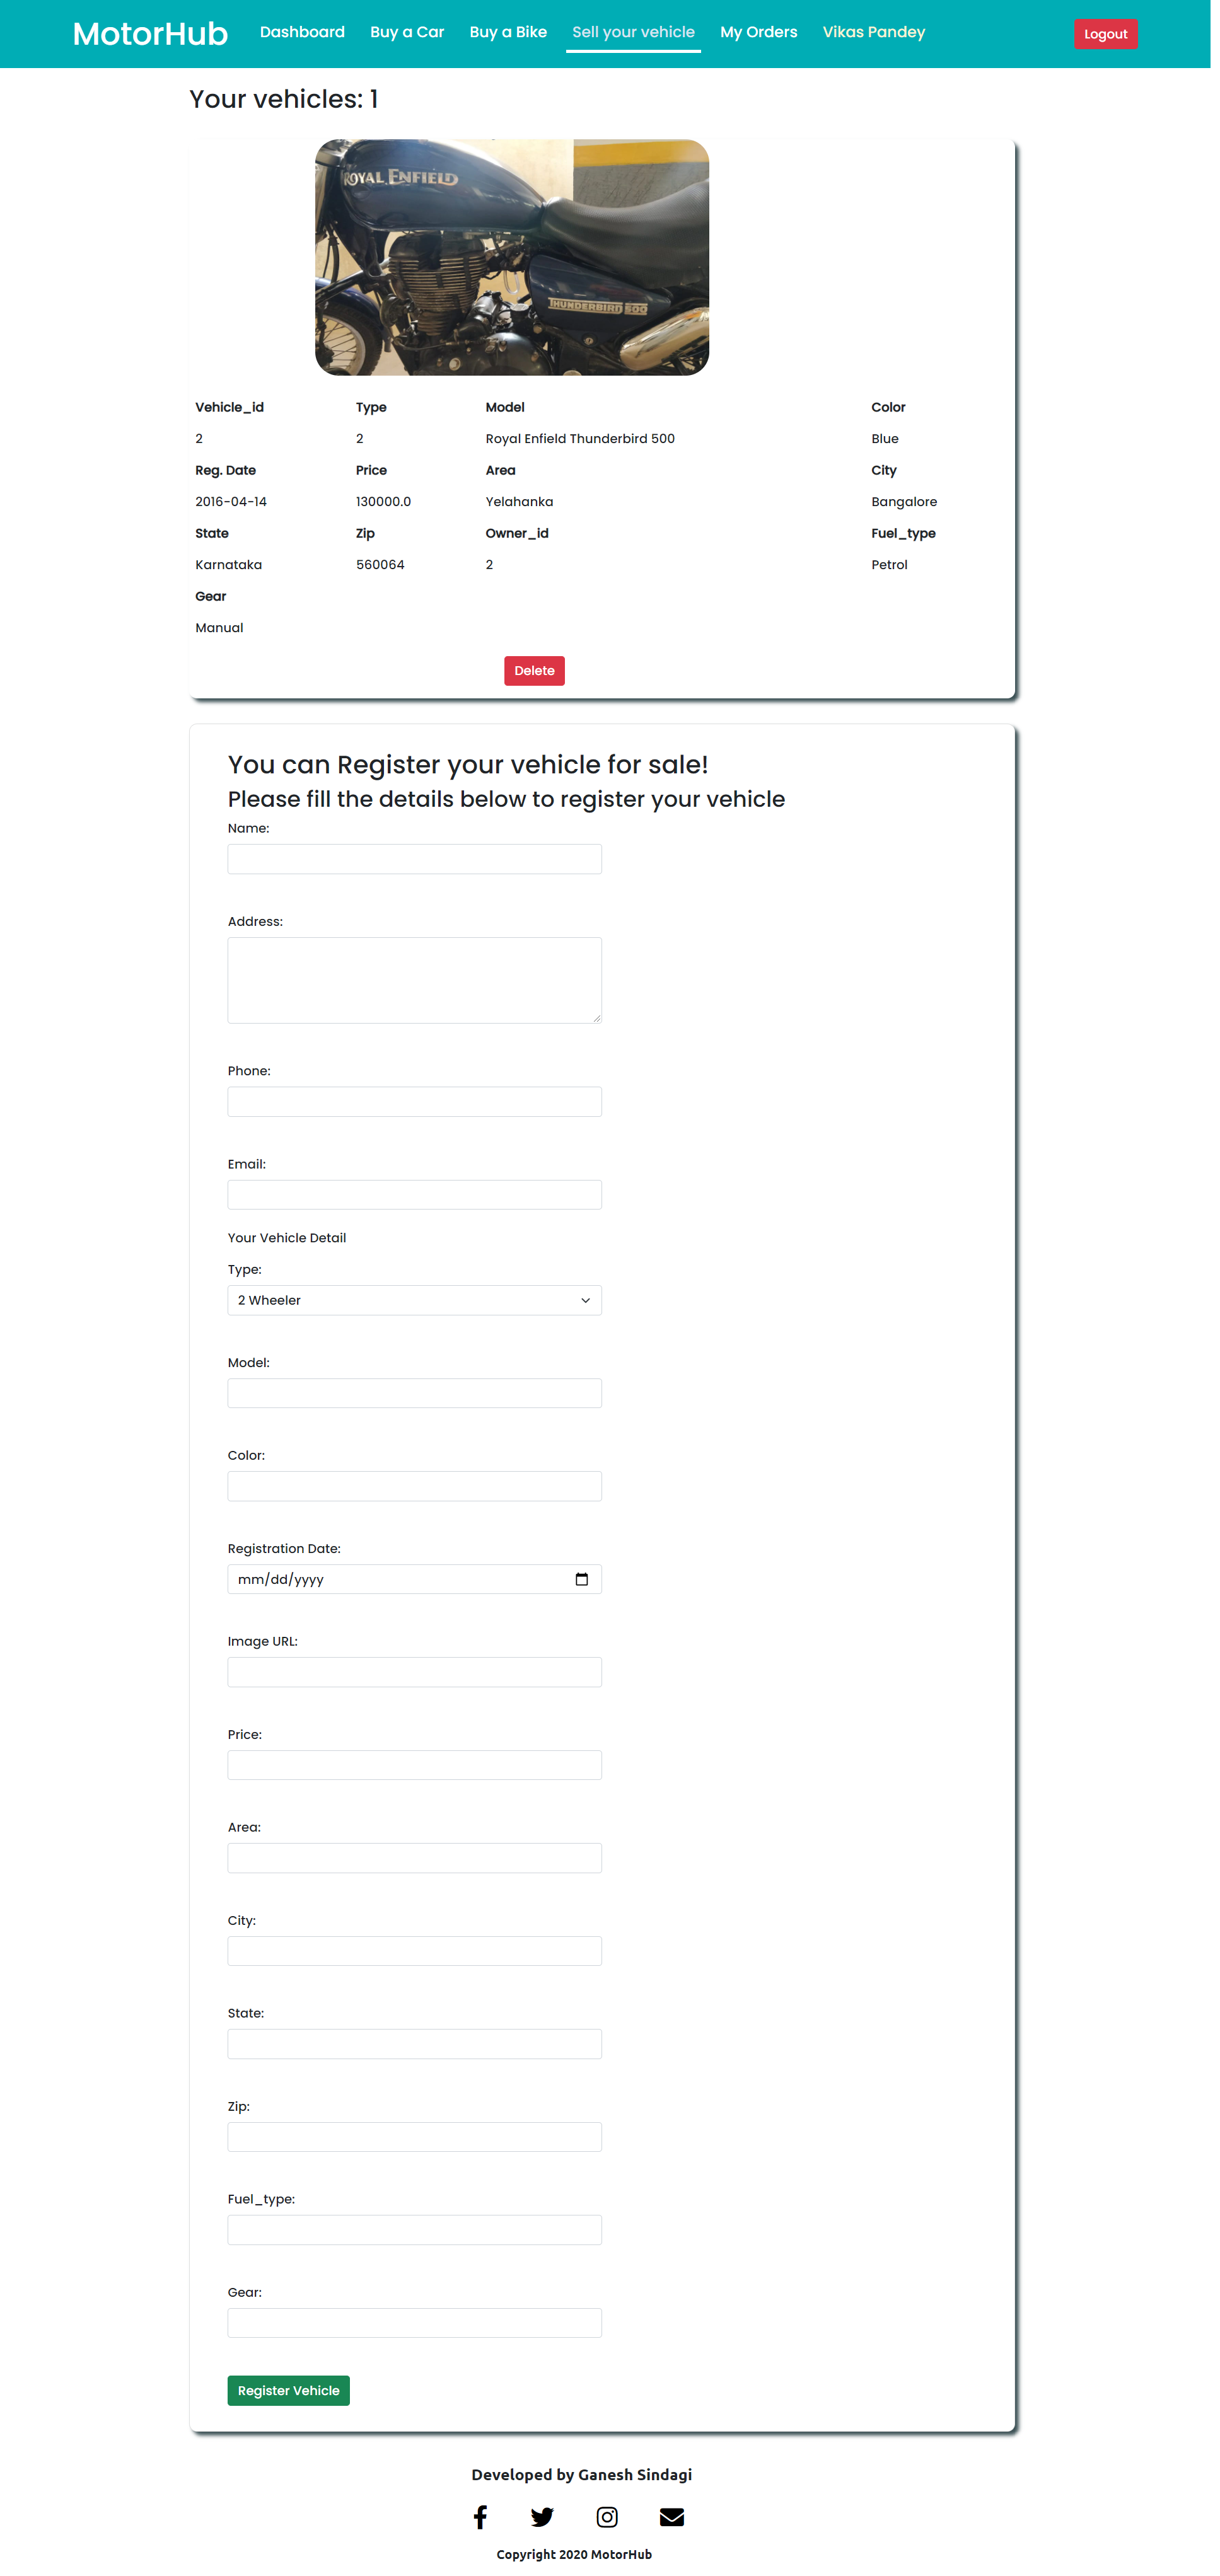 MotorHub Dashboard Buy a Car Buy a Bike Sell your vehicle My Orders Vikas Pandey Logout
Your vehicles: 1
ROYAL ENFIELD
THUNDERBIRD 500
Vehicle_id Type Model Color
2 2 Royal Enfield Thunderbird 500 Blue
Reg. Date Price Area City
2016-04-14 130000.0 Yelahanka Bangalore
State Zip Owner_id Fuel_type
Karnataka 560064 2 Petrol
Gear
Manual
Delete
You can Register your vehicle for sale!
Please fill the details below to register your vehicle
Name:
Address:
Phone:
Email:
Your Vehicle Detail
Type:
2 Wheeler
Model:
Color:
Registration Date:
mm/dd/yyyy
Image URL:
Price:
Area:
City:
State:
Zip:
Fuel_type:
Gear:
Register Vehicle
Developed by Ganesh Sindagi
Copyright 2020 MotorHub